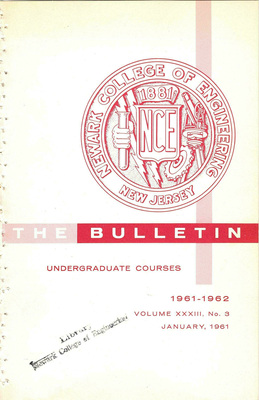 NEWARK COLLEGE OF ENGINEERING
1881
NCE
NEW JERSEY
THE BULLETIN
UNDERGRADUATE COURSES
1961-1962
VOLUME XXXIII, No. 3
JANUARY, 1961
Library
Newark College of Engineering